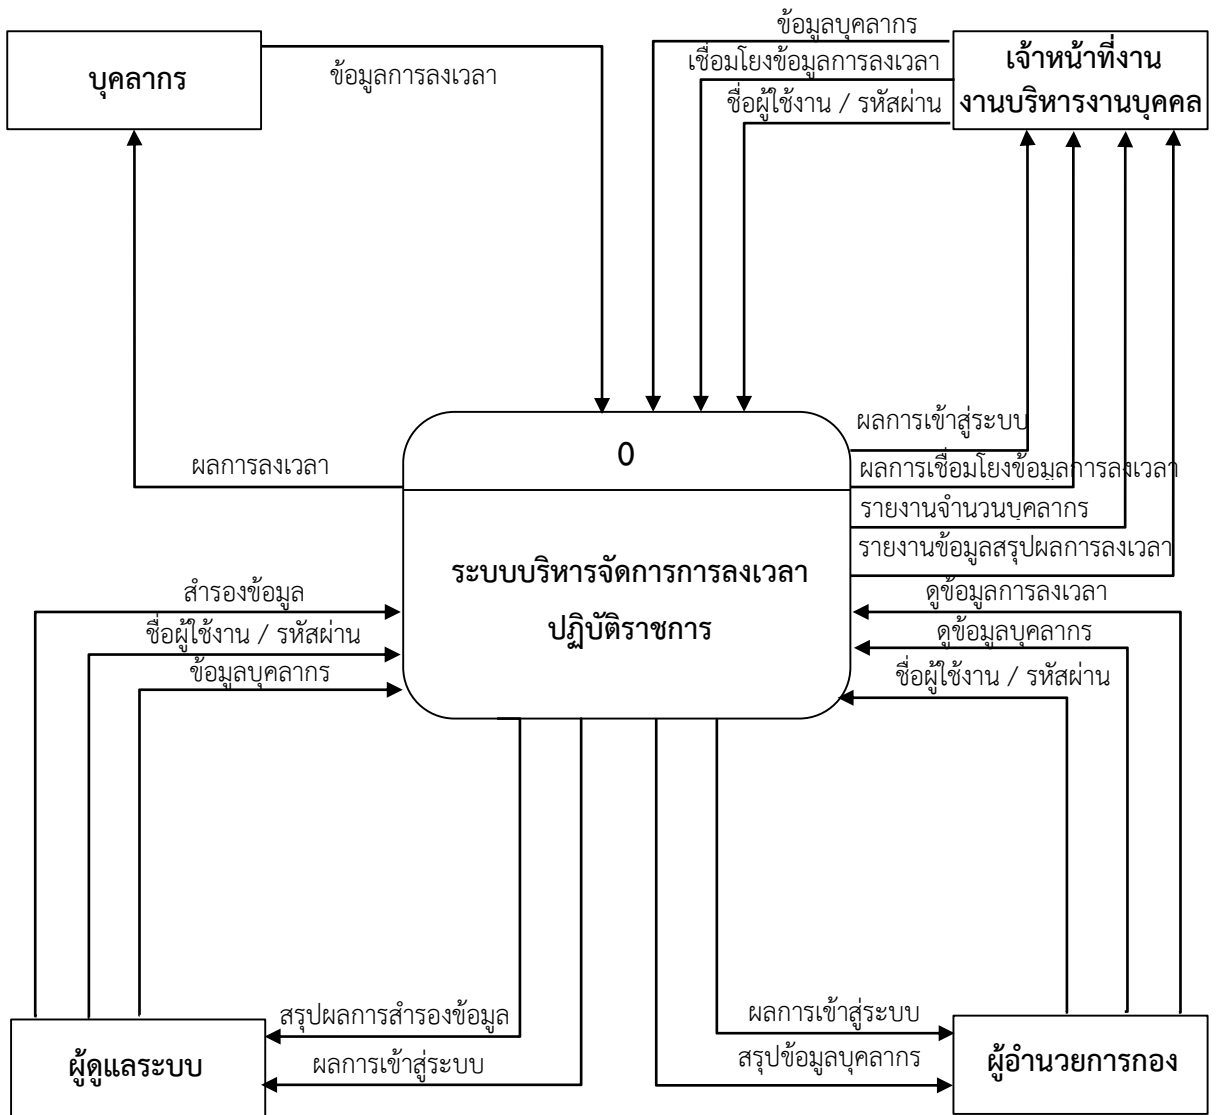 ข้อมูลบุคลากร
บุคลากร
ข้อมูลการลงเวลา
เชื่อมโยงข้อมูลการลงเวลา
ชื่อผู้ใช้งาน / รหัสผ่าน
เจ้าหน้าที่งาน
งานบริหารงานบุคคล
ผลการลงเวลา
0
ผลการเข้าสู่ระบบ
ผลการเชื่อมโยงข้อมูลการลงเวลา
รายงานจำนวนบุคลากร
รายงานข้อมูลสรุปผลการลงเวลา
ระบบบริหารจัดการการลงเวลา
ปฏิบัติราชการ
สำรองข้อมูล
ชื่อผู้ใช้งาน / รหัสผ่าน
ข้อมูลบุคลากร
ดูข้อมูลการลงเวลา
ดูข้อมูลบุคลากร
ชื่อผู้ใช้งาน / รหัสผ่าน
สรุปผลการสำรองข้อมูล
ผลการเข้าสู่ระบบ
ผู้ดูแลระบบ
ผลการเข้าสู่ระบบ
สรุปข้อมูลบุคลากร
ผู้อำนวยการกอง